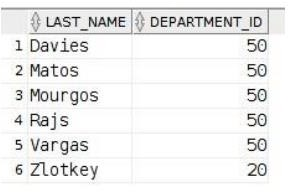 LAST_NAME DEPARTMENT_ID
1 Davies 50
2 Matos 50
3 Mourgos 50
4 Rajs 50
5 Vargas 50
6 Zlotkey 20